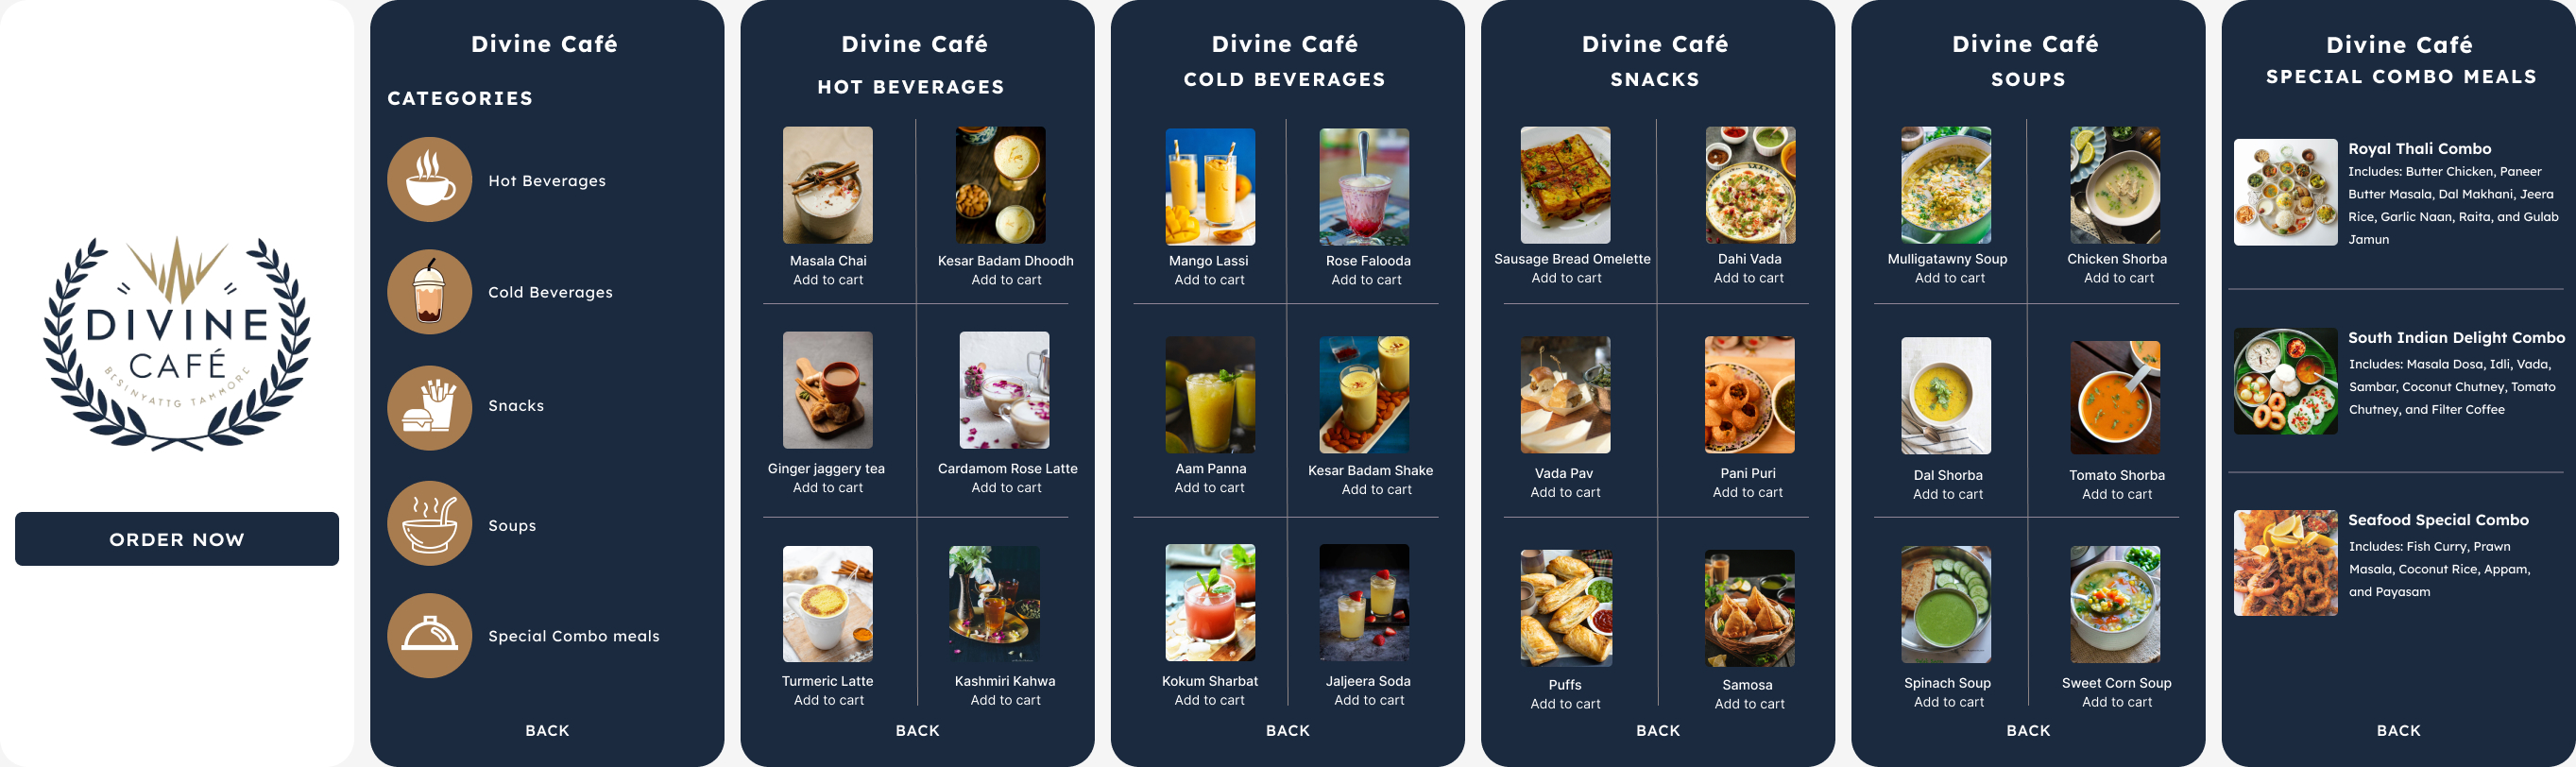 DIVINE
CAFÉ
BESINYATTG TAMMORE
ORDER NOW
Divine Café
CATEGORIES
Hot Beverages
Cold Beverages
Snacks
Soups
Special Combo meals
BACK
Divine Café
HOT BEVERAGES
Masala Chai
Add to cart
Kesar Badam Dhoodh
Add to cart
Ginger jaggery tea
Add to cart
Cardamom Rose Latte
Add to cart
Turmeric Latte
Add to cart
Kashmiri Kahwa
Add to cart
BACK
Divine Café
COLD BEVERAGES
Mango Lassi
Add to cart
Rose Falooda
Add to cart
Aam Panna
Add to cart
Kesar Badam Shake
Add to cart
Kokum Sharbat
Add to cart
Jaljeera Soda
Add to cart
BACK
Divine Café
SNACKS
Sausage Bread Omelette
Add to cart
Dahi Vada
Add to cart
Vada Pav
Add to cart
Pani Puri
Add to cart
Puffs
Add to cart
Samosa
Add to cart
BACK
Divine Café
SOUPS
Mulligatawny Soup
Add to cart
Chicken Shorba
Add to cart
Dal Shorba
Add to cart
Tomato Shorba
Add to cart
Spinach Soup
Add to cart
Sweet Corn Soup
Add to cart
BACK
Divine Café
SPECIAL COMBO MEALS
Royal Thali Combo
Includes: Butter Chicken, Paneer
Butter Masala, Dal Makhani, Jeera
Rice, Garlic Naan, Raita, and Gulab
Jamun
South Indian Delight Combo
Includes: Masala Dosa, Idli, Vada,
Sambar, Coconut Chutney, Tomato
Chutney, and Filter Coffee
Seafood Special Combo
Includes: Fish Curry, Prawn
Masala, Coconut Rice, Appam,
and Payasam
BACK